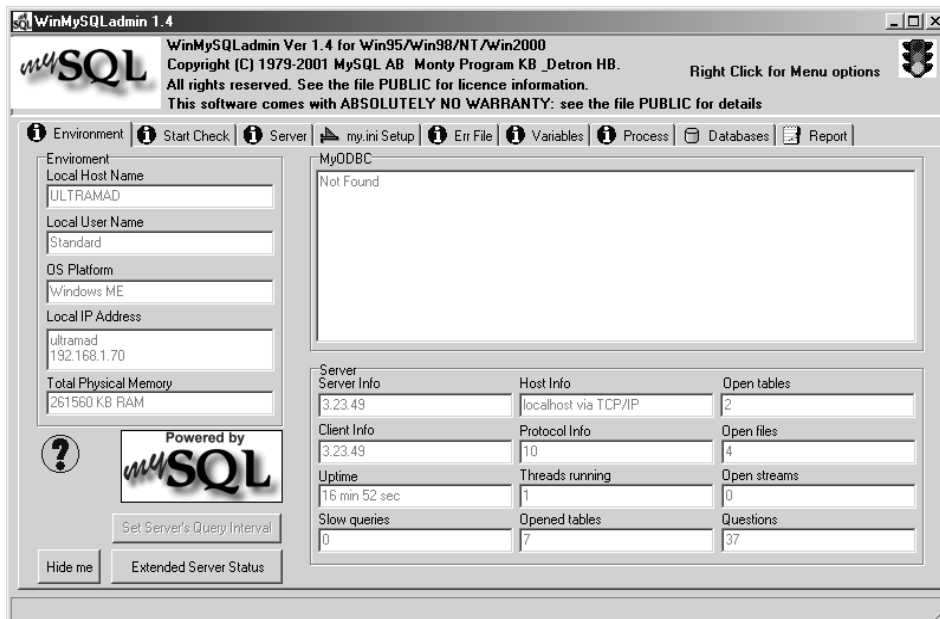 WinMySQLadmin 1.4
mySQL
WinMySQLadmin Ver 1.4 for Win95/Win98/NT/Win2000
Copyright (C) 1979-2001 MySQL AB Monty Program KB _Detron HB.
All rights reserved. See the file PUBLIC for licence information.
This software comes with ABSOLUTELY NO WARRANTY: see the file PUBLIC for details
Right Click for Menu options
Environment Start Check Server my.ini Setup Err File Variables Process Databases Report
Enviroment
Local Host Name
ULTRAMAD
Local User Name
Standard
OS Platform
Windows ME
Local IP Address
ultramad
192.168.1.70
Total Physical Memory
261560 KB RAM
?
Powered by
mySQL
Set Server's Query Interval
Hide me Extended Server Status
MyODBC
Not Found
Server
Server Info Host Info Open tables
3.23.49 localhost via TCP/IP 2
Client Info Protocol Info Open files
3.23.49 10 4
Uptime Threads running Open streams
16 min 52 sec 1 0
Slow queries Opened tables Questions
0 7 37